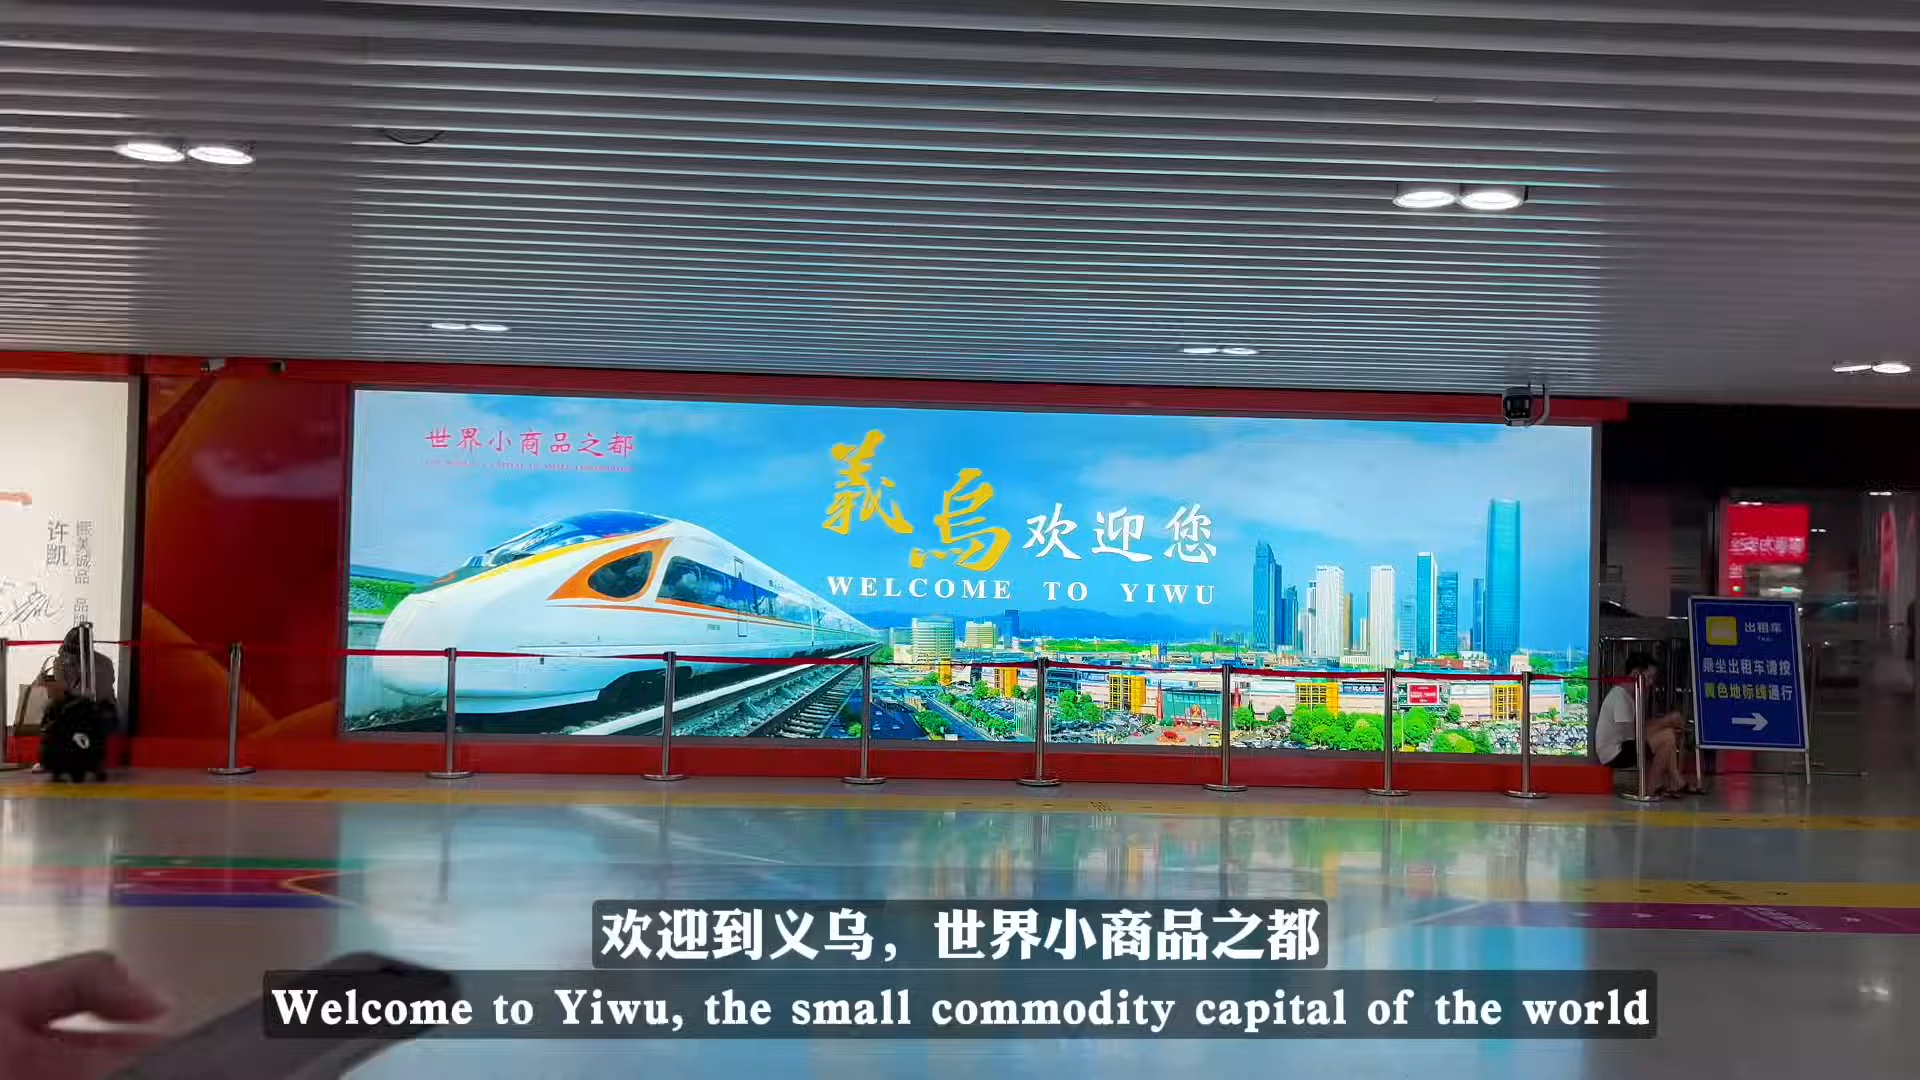 世界小商品之都
義烏欢迎您
WELCOME TO YIWU
许凯
出租车
乘坐出租车请按
黄色地标线通行
欢迎到义乌，世界小商品之都
Welcome to Yiwu, the small commodity capital of the world